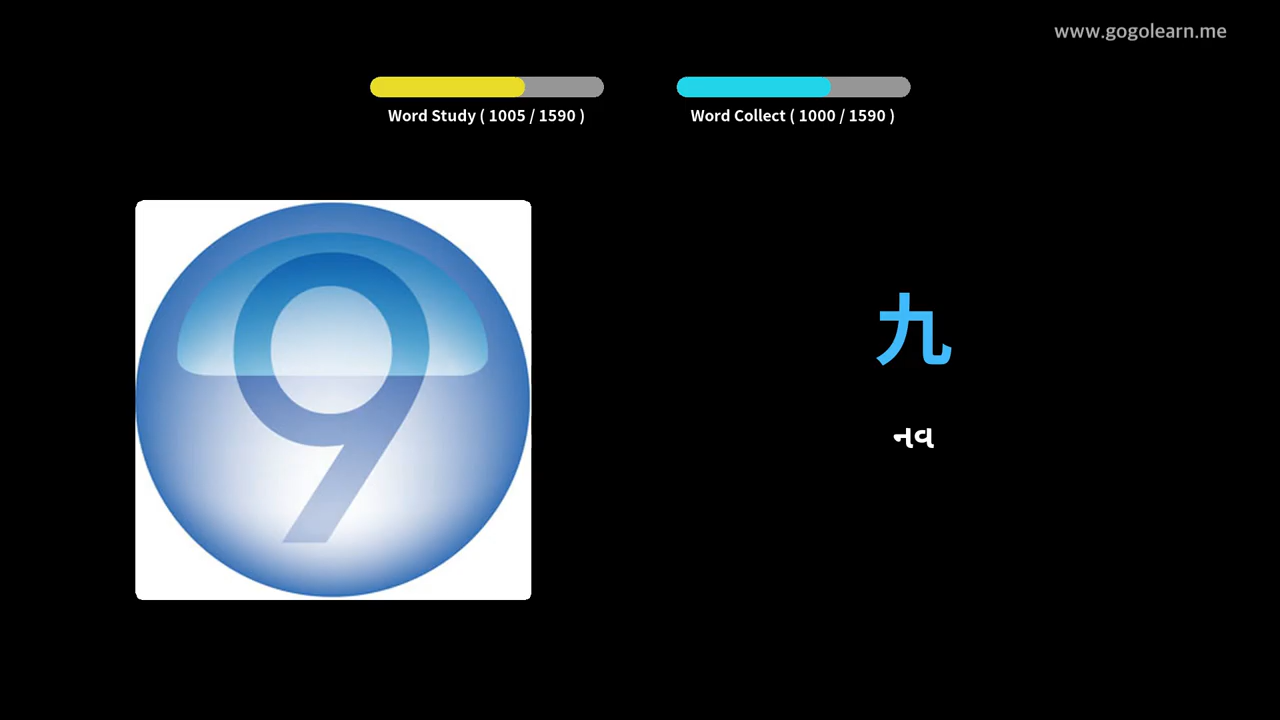 www.gogolearn.me
Word Study ( 1005 / 1590 )
Word Collect ( 1000 / 1590 )
9
九
નવ